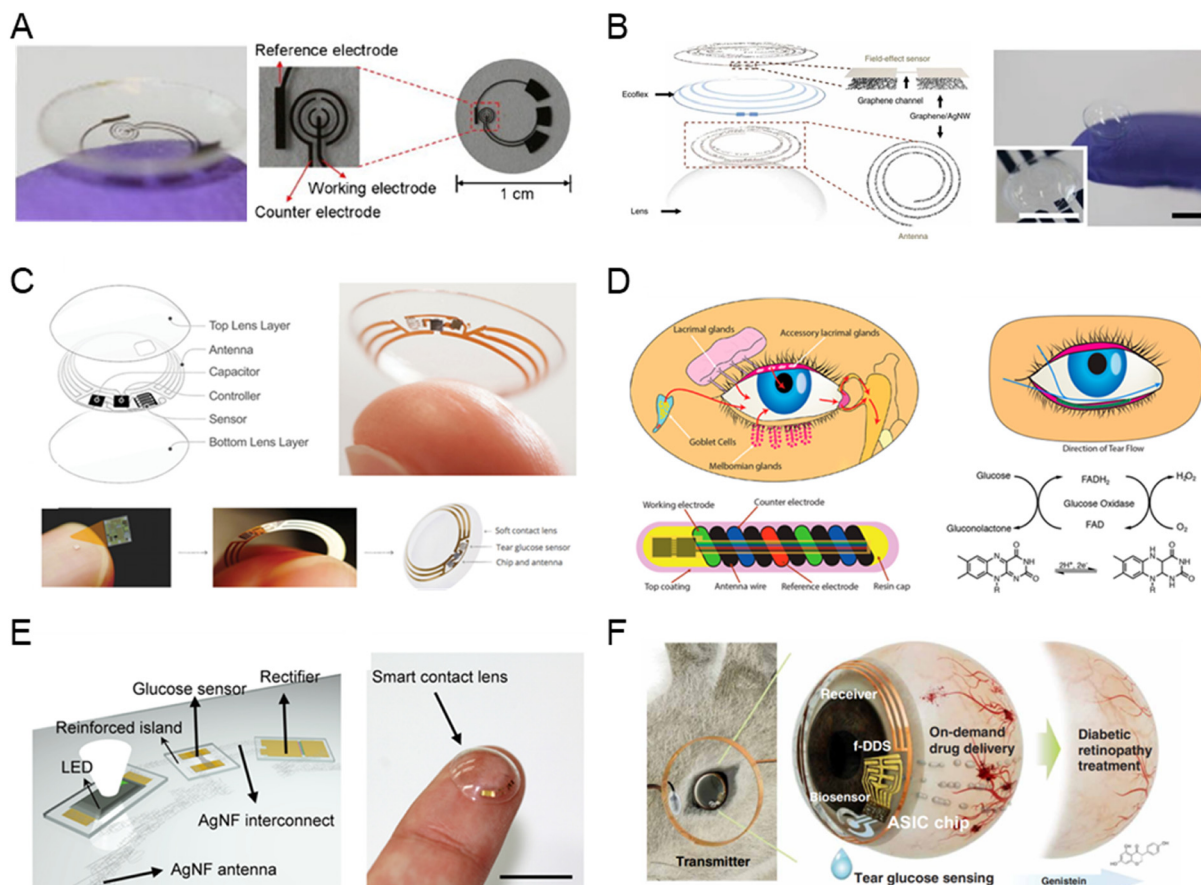 A
Reference electrode
Working electrode
Counter electrode
1 cm
B
Field-effect sensor
Ecoflex
Graphene channel
Graphene/AgNW
Lens
Antenna
C
Top Lens Layer
Antenna
Capacitor
Controller
Sensor
Bottom Lens Layer
Soft contact lens
Tear glucose sensor
Chip and antenna
D
Lacrimal glands
Accessory lacrimal glands
Goblet Cells
Melbomian glands
Direction of Tear Flow
Working electrode
Counter electrode
Top coating
Antenna wire
Reference electrode
Resin cap
Glucose
FADH2
H2O2
Glucose Oxidase
Gluconolactone
FAD
O2
N
N
O
NH
N
N
O
R
2H+, 2e-
H
N
O
NH
N
N
H
O
R
E
Rectifier
Glucose sensor
Reinforced island
LED
AgNF interconnect
AgNF antenna
Smart contact lens
F
Receiver
f-DDS
On-demand
drug delivery
Diabetic
retinopathy
treatment
Biosensor
ASIC chip
Transmitter
Tear glucose sensing
Genistein